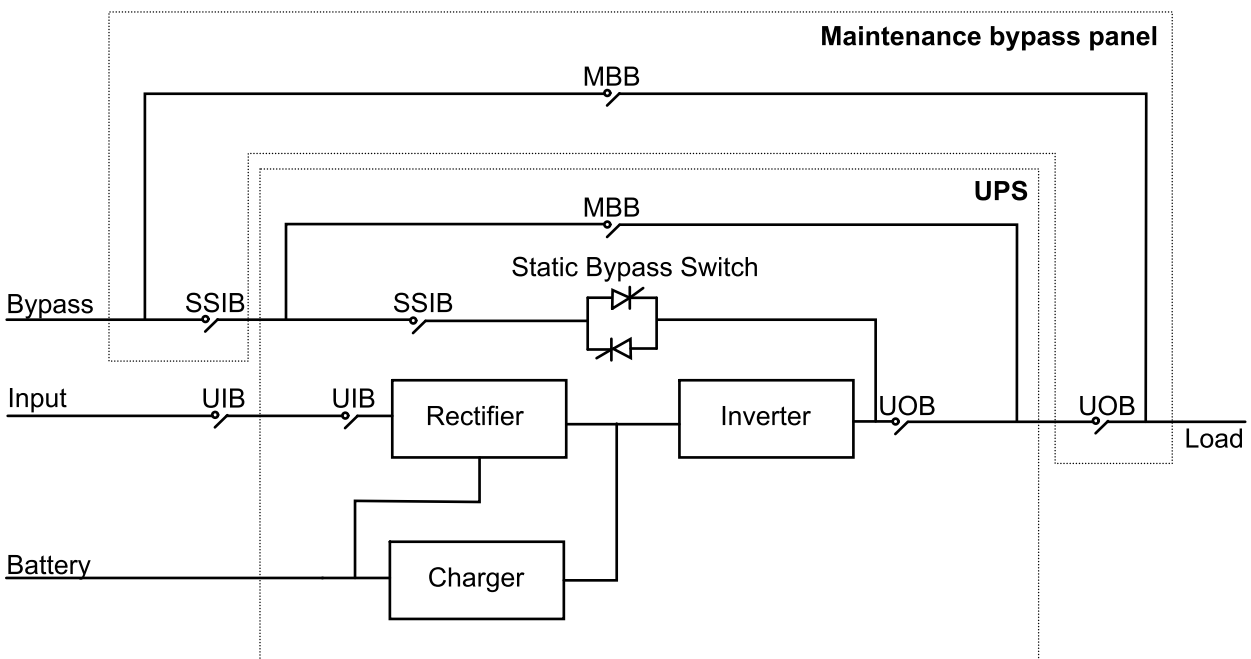 Maintenance bypass panel
MBB
UPS
MBB
Static Bypass Switch
Bypass
SSIB
SSIB
Input
UIB
UIB
Rectifier
Inverter
UOB
UOB
Load
Battery
Charger